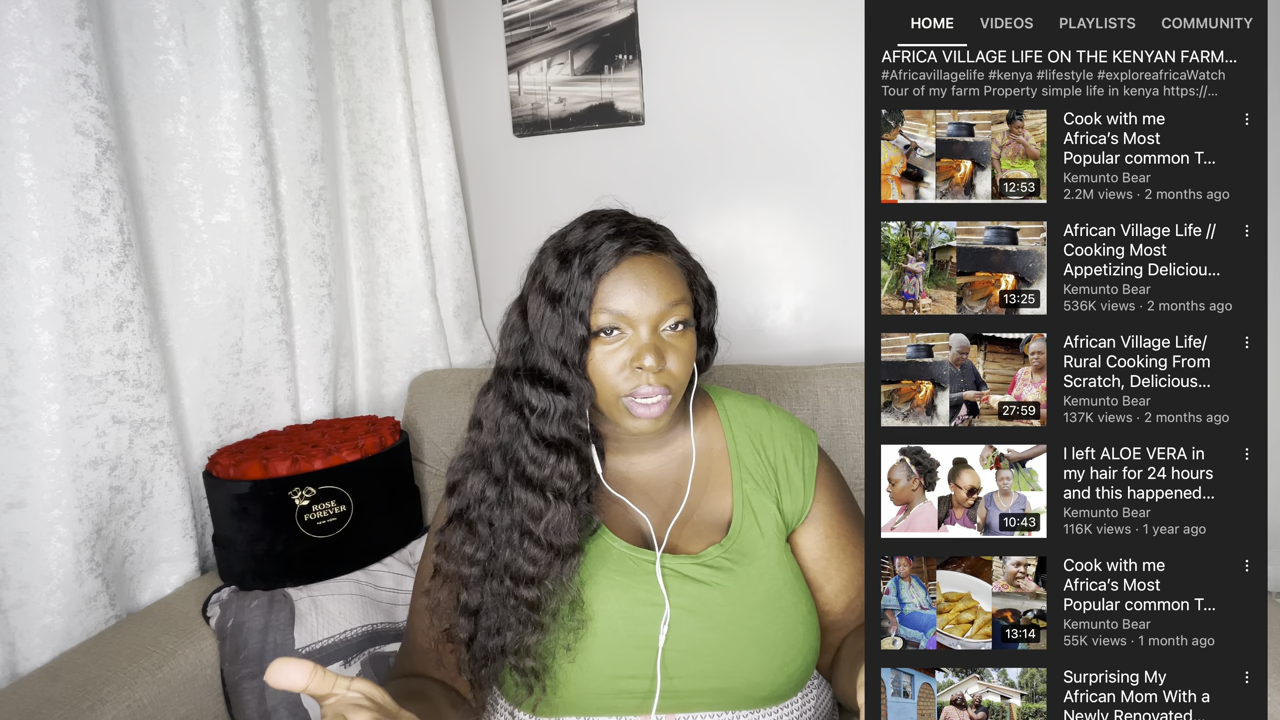 ROSE
FOREVER
NEW YORK
HOME VIDEOS PLAYLISTS COMMUNITY
AFRICA VILLAGE LIFE ON THE KENYAN FARM...
#Africavillagelife #kenya #lifestyle #exploreafricaWatch
Tour of my farm Property simple life in kenya https://...
12:53
Cook with me
Africa's Most
Popular common T...
Kemunto Bear
2.2M views · 2 months ago
13:25
African Village Life //
Cooking Most
Appetizing Deliciou...
Kemunto Bear
536K views · 2 months ago
27:59
African Village Life/
Rural Cooking From
Scratch, Delicious...
Kemunto Bear
137K views · 2 months ago
10:43
I left ALOE VERA in
my hair for 24 hours
and this happened...
Kemunto Bear
116K views · 1 year ago
13:14
Cook with me
Africa's Most
Popular common T...
Kemunto Bear
55K views · 1 month ago
Surprising My
African Mom With a
Newly Renovated